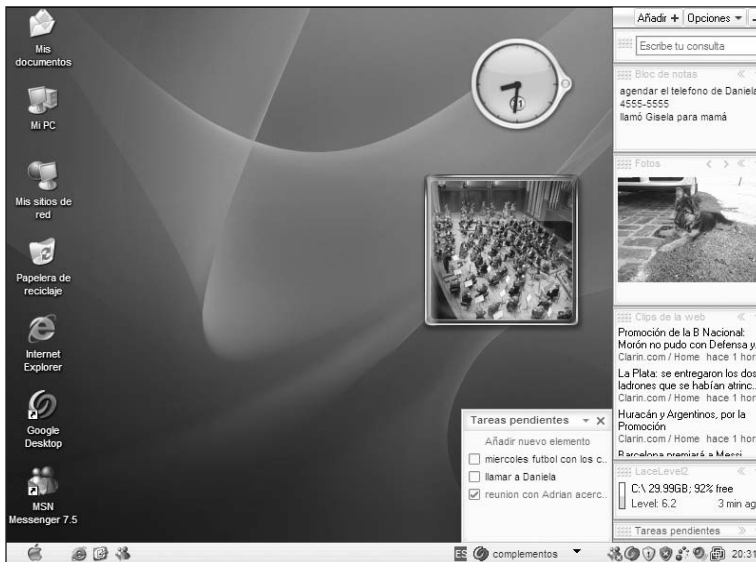 Mis
documentos
Mi PC
Mis sitios de
red
Papelera de
reciclaje
Internet
Explorer
Google
Desktop
MSN
Messenger 7.5
Tareas pendientes
Añadir nuevo elemento
miercoles futbol con los c..
llamar a Daniela
reunion con Adrian acerc..
Añadir + Opciones
Escribe tu consulta
Bloc de notas
agendar el telefono de Daniela
4555-5555
llamó Gisela para mamá
Fotos
Clips de la web
Promoción de la B Nacional:
Morón no pudo con Defensa y
Clarin.com / Home hace 1 hor
La Plata: se entregaron los dos
ladrones que se habían atrinc..
Clarin.com / Home hace 1 hor
Huracán y Argentinos, por la
Promoción
Clarin.com / Home hace 1 hor
Barcelona premiará a Messi
LaceLevel2
C:\ 29.99GB; 92% free
Level: 6.2 3 min ag
Tareas pendientes
ES complementos 20:31